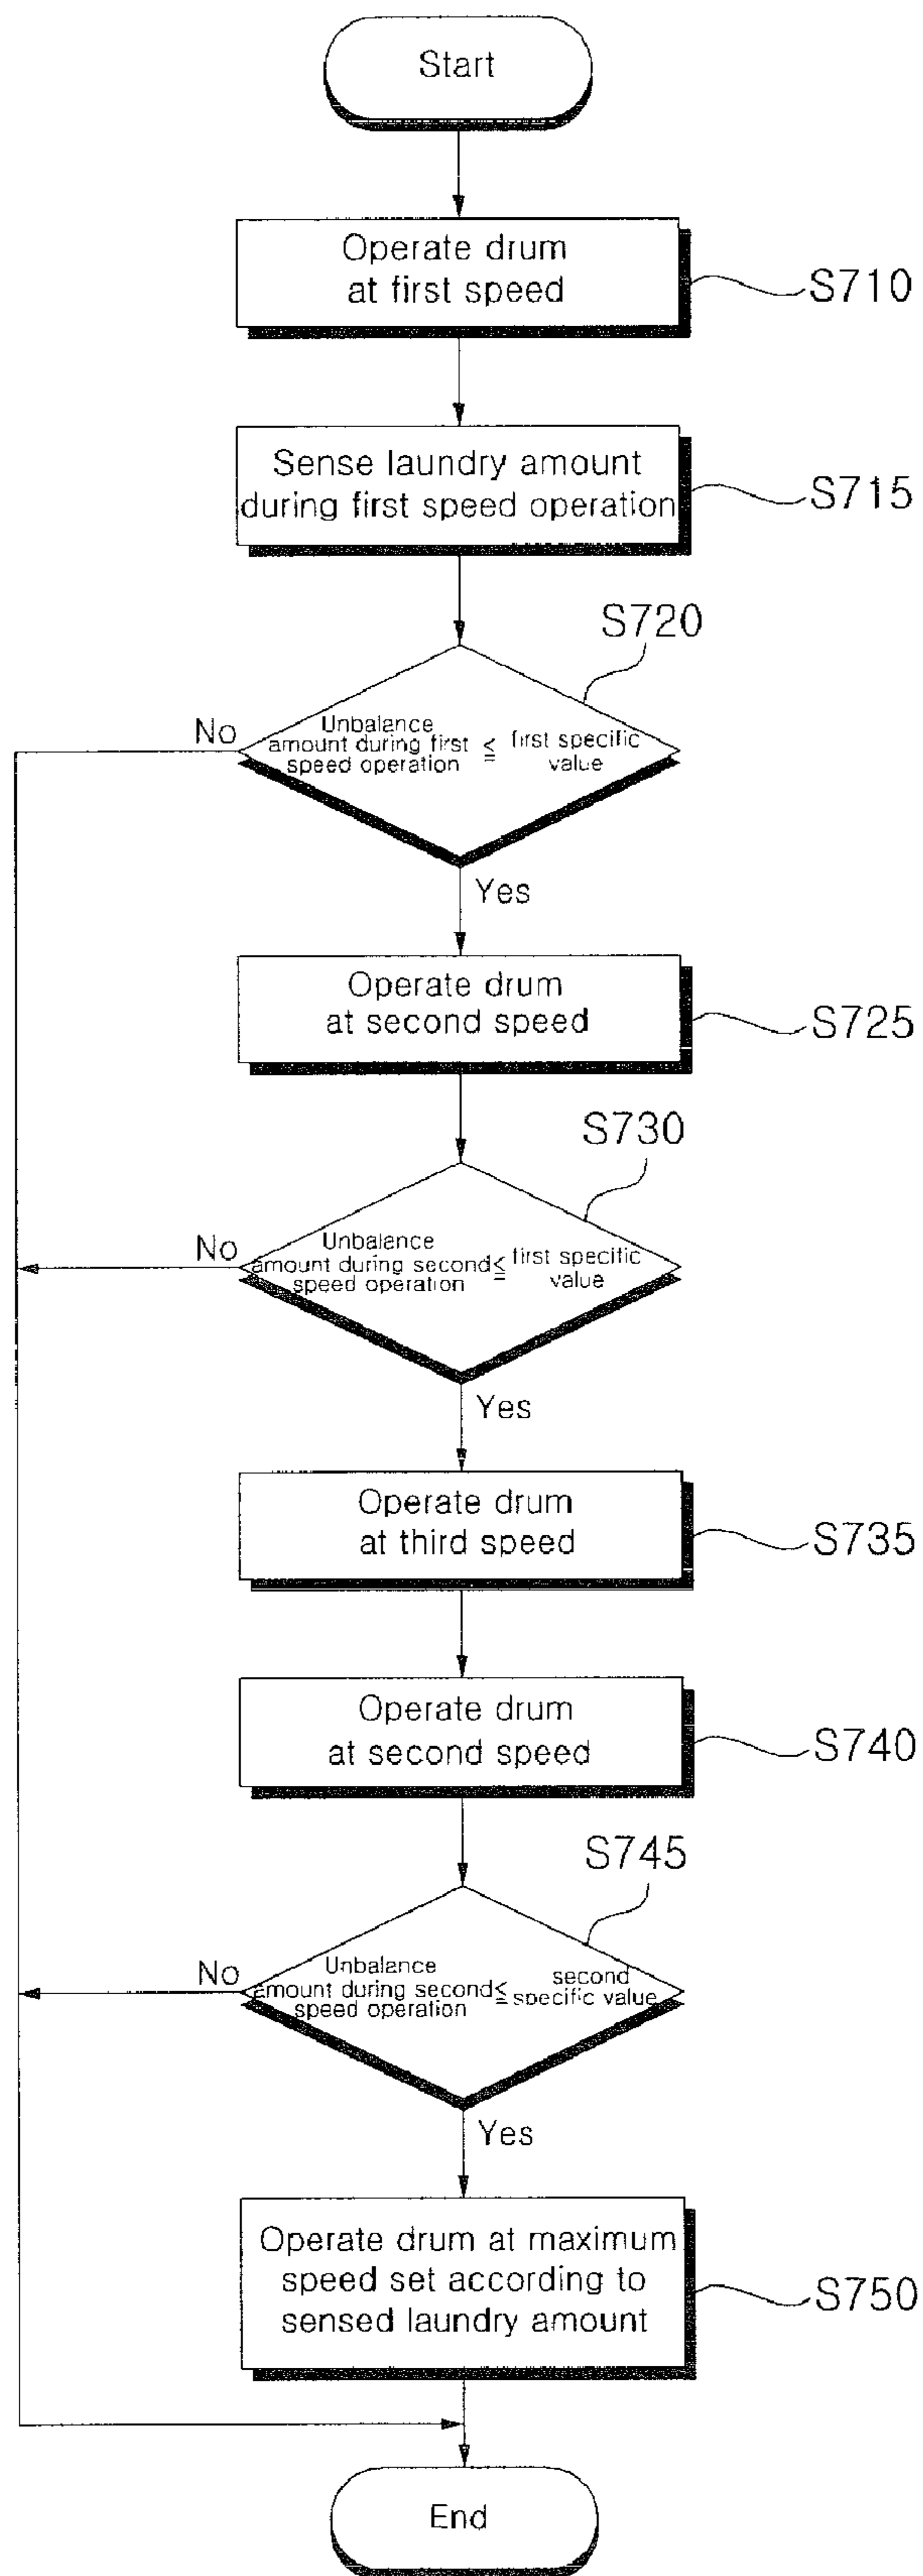 Start
Operate drum
at first speed
S710
Sense laundry amount
during first speed operation
S715
S720
Unbalance
amount during first
speed operation
≦
first specific
value
No
Yes
Operate drum
at second speed
S725
S730
Unbalance
amount during second
speed operation
≦
first specific
value
No
Yes
Operate drum
at third speed
S735
Operate drum
at second speed
S740
S745
Unbalance
amount during second
speed operation
≦
second
specific value
No
Yes
Operate drum at maximum
speed set according to
sensed laundry amount
S750
End